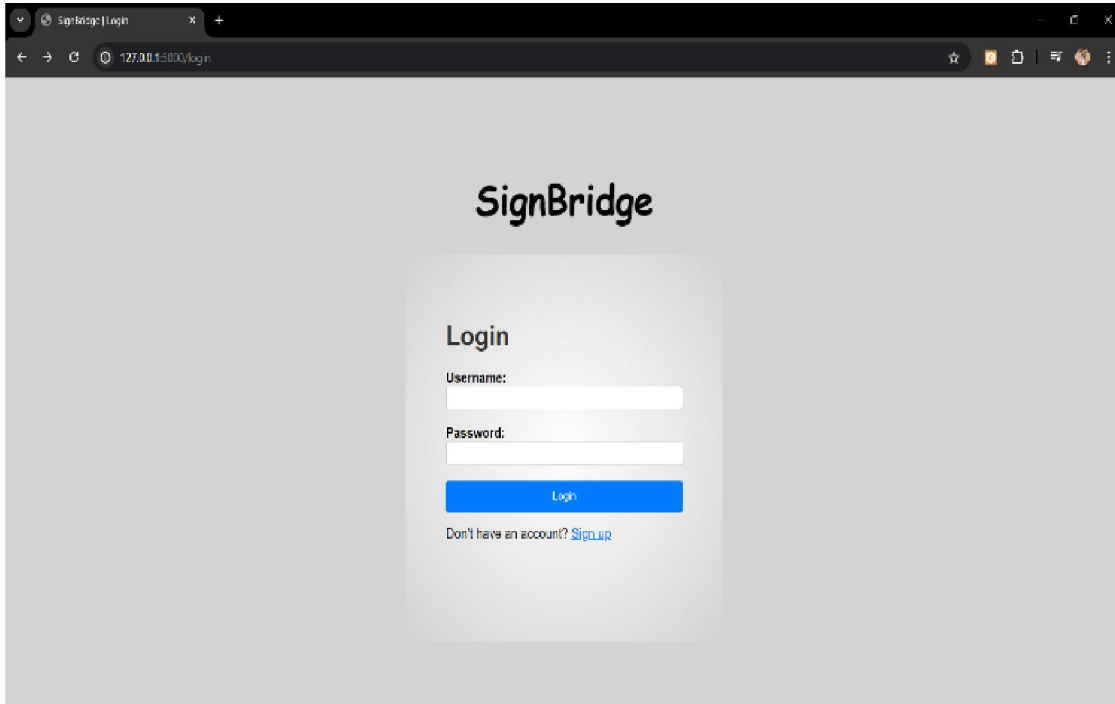 SignBridge | Login
127.0.0.1:5000/login
SignBridge
Login
Username:
Password:
Login
Don't have an account? Sign up